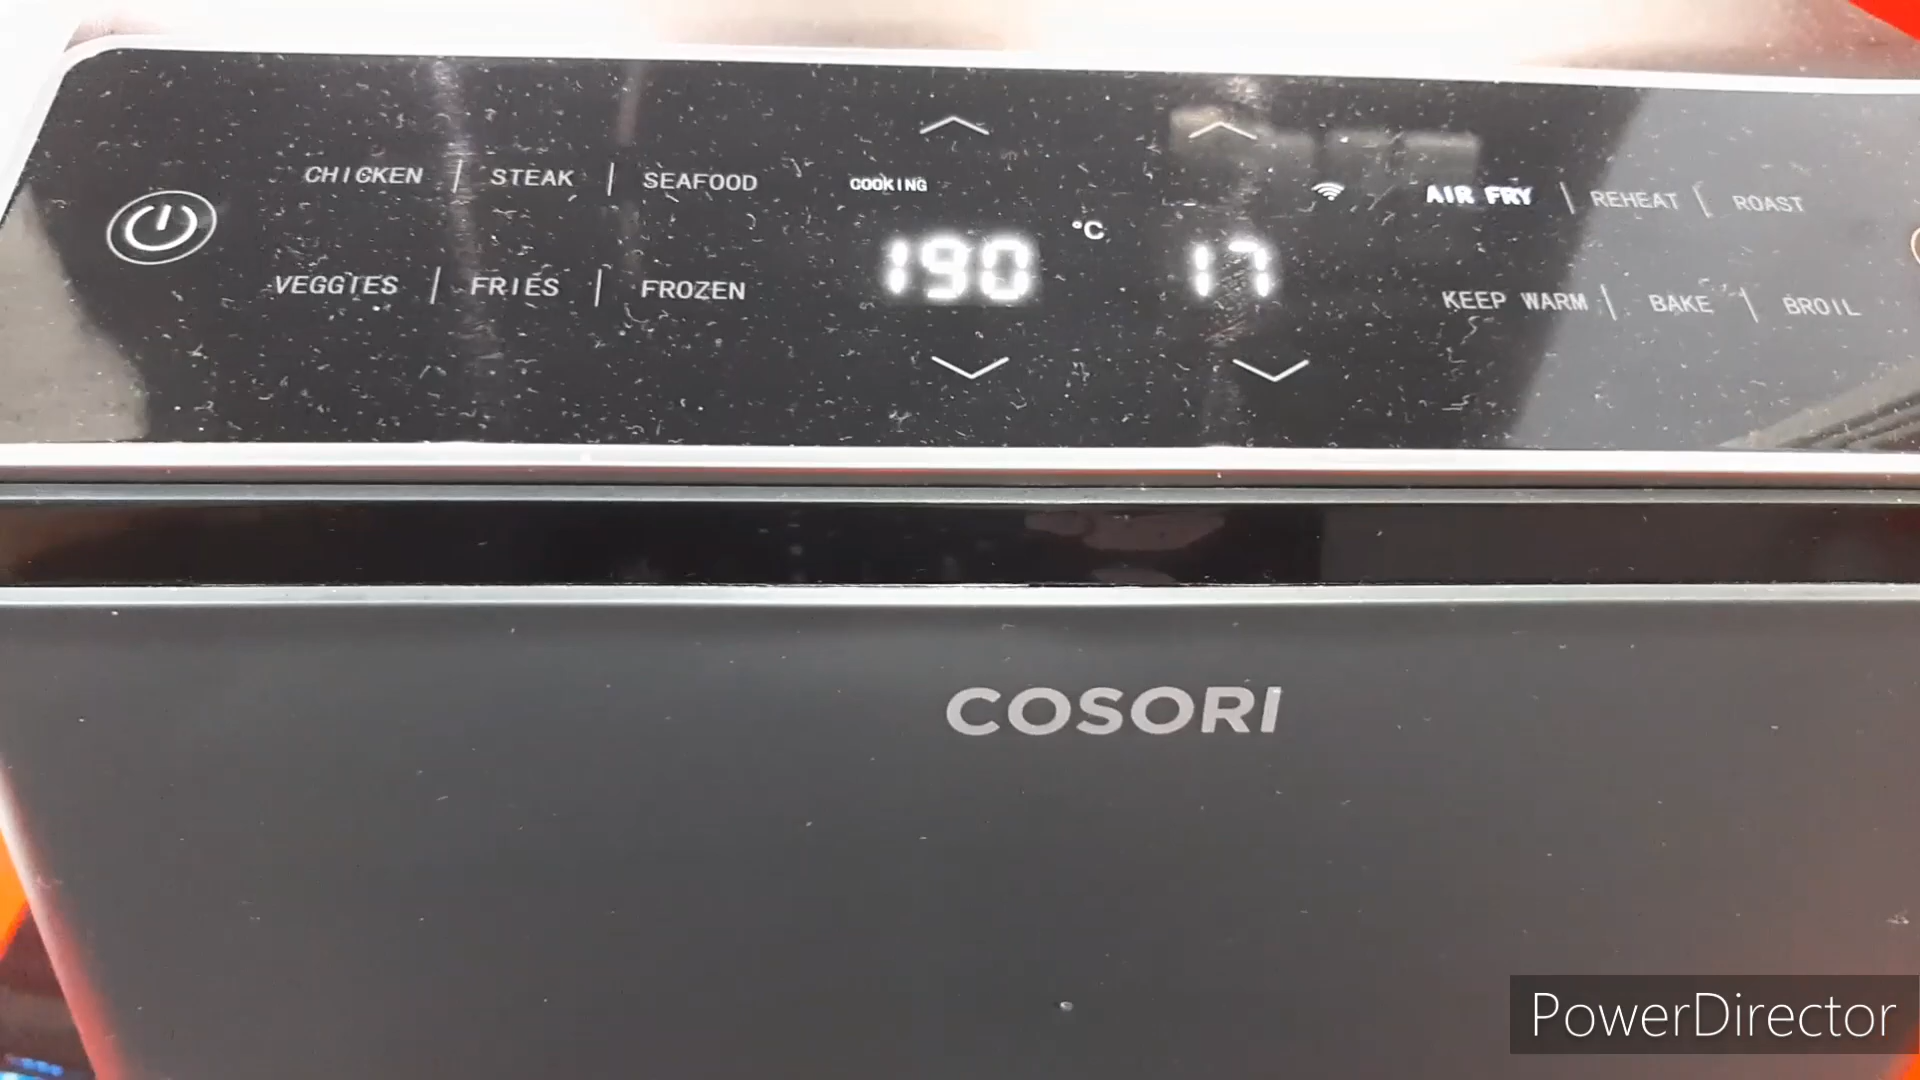 CHICKEN | STEAK | SEAFOOD
VEGGIES | FRIES | FROZEN
COOKING
190 °C
17
AIR FRY | REHEAT | ROAST
KEEP WARM | BAKE | BROIL
COSORI
PowerDirector